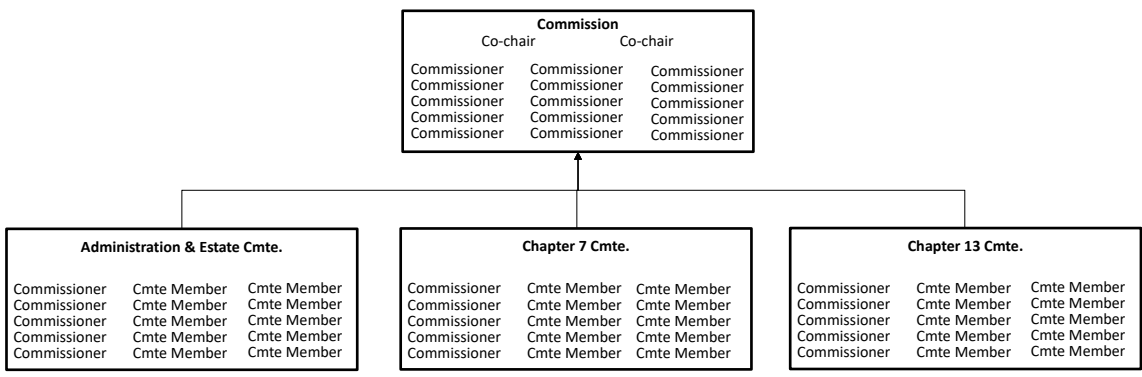 Commission
Co-chair Co-chair
Commissioner Commissioner Commissioner
Commissioner Commissioner Commissioner
Commissioner Commissioner Commissioner
Commissioner Commissioner Commissioner
Commissioner Commissioner Commissioner
Administration & Estate Cmte.
Commissioner Cmte Member Cmte Member
Commissioner Cmte Member Cmte Member
Commissioner Cmte Member Cmte Member
Commissioner Cmte Member Cmte Member
Commissioner Cmte Member Cmte Member
Chapter 7 Cmte.
Commissioner Cmte Member Cmte Member
Commissioner Cmte Member Cmte Member
Commissioner Cmte Member Cmte Member
Commissioner Cmte Member Cmte Member
Commissioner Cmte Member Cmte Member
Chapter 13 Cmte.
Commissioner Cmte Member Cmte Member
Commissioner Cmte Member Cmte Member
Commissioner Cmte Member Cmte Member
Commissioner Cmte Member Cmte Member
Commissioner Cmte Member Cmte Member